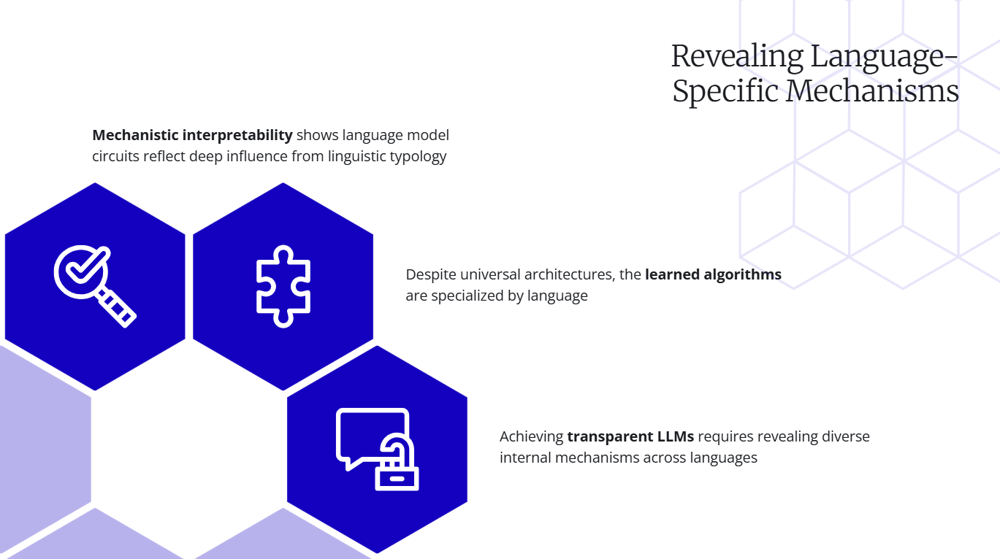 Revealing Language-
Specific Mechanisms
Mechanistic interpretability shows language model
circuits reflect deep influence from linguistic typology
Despite universal architectures, the learned algorithms
are specialized by language
Achieving transparent LLMs requires revealing diverse
internal mechanisms across languages